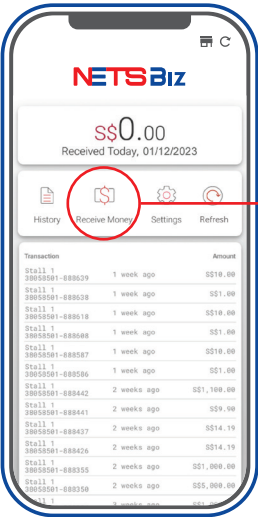 NETS BIZ
S$0.00
Received Today, 01/12/2023
History Receive Money Settings Refresh
Transaction Amount
Stall 1
38058501-888639 1 week ago S$10.00
Stall 1
38058501-888638 1 week ago S$1.00
Stall 1
38058501-888618 1 week ago S$10.00
Stall 1
38058501-888608 1 week ago S$1.00
Stall 1
38058501-888587 1 week ago S$10.00
Stall 1
38058501-888586 1 week ago S$1.00
Stall 1
38058501-888442 2 weeks ago S$1,100.00
Stall 1
38058501-888441 2 weeks ago S$9.90
Stall 1
38058501-888437 2 weeks ago S$14.19
Stall 1
38058501-888426 2 weeks ago S$14.19
Stall 1
38058501-888355 2 weeks ago S$1,000.00
Stall 1
38058501-888350 2 weeks ago S$5,000.00
Stall 1